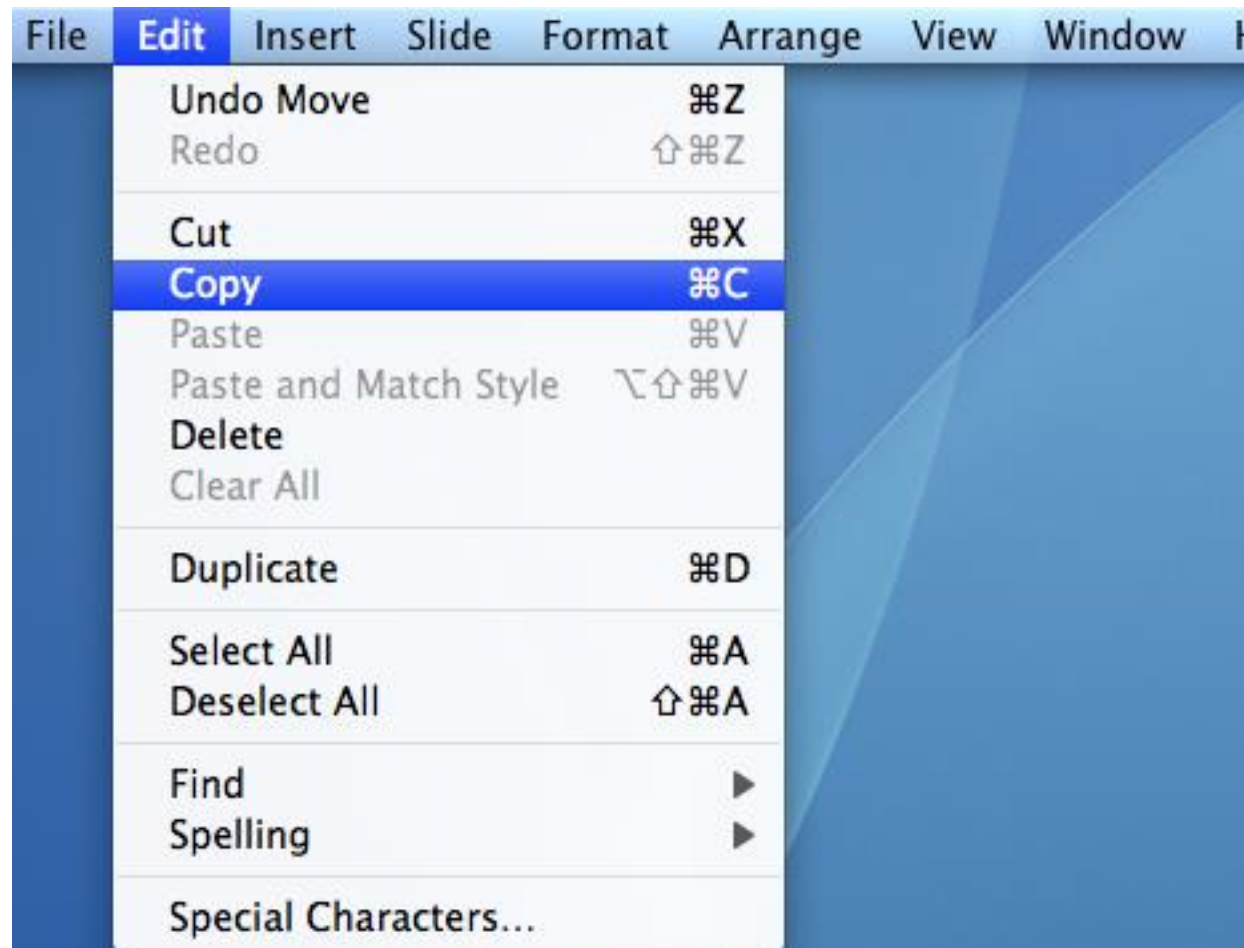 File Edit Insert Slide Format Arrange View Window H
Undo Move ⌘Z
Redo ⇧⌘Z
Cut ⌘X
Copy ⌘C
Paste ⌘V
Paste and Match Style ⌥⇧⌘V
Delete
Clear All
Duplicate ⌘D
Select All ⌘A
Deselect All ⇧⌘A
Find ▶
Spelling ▶
Special Characters...